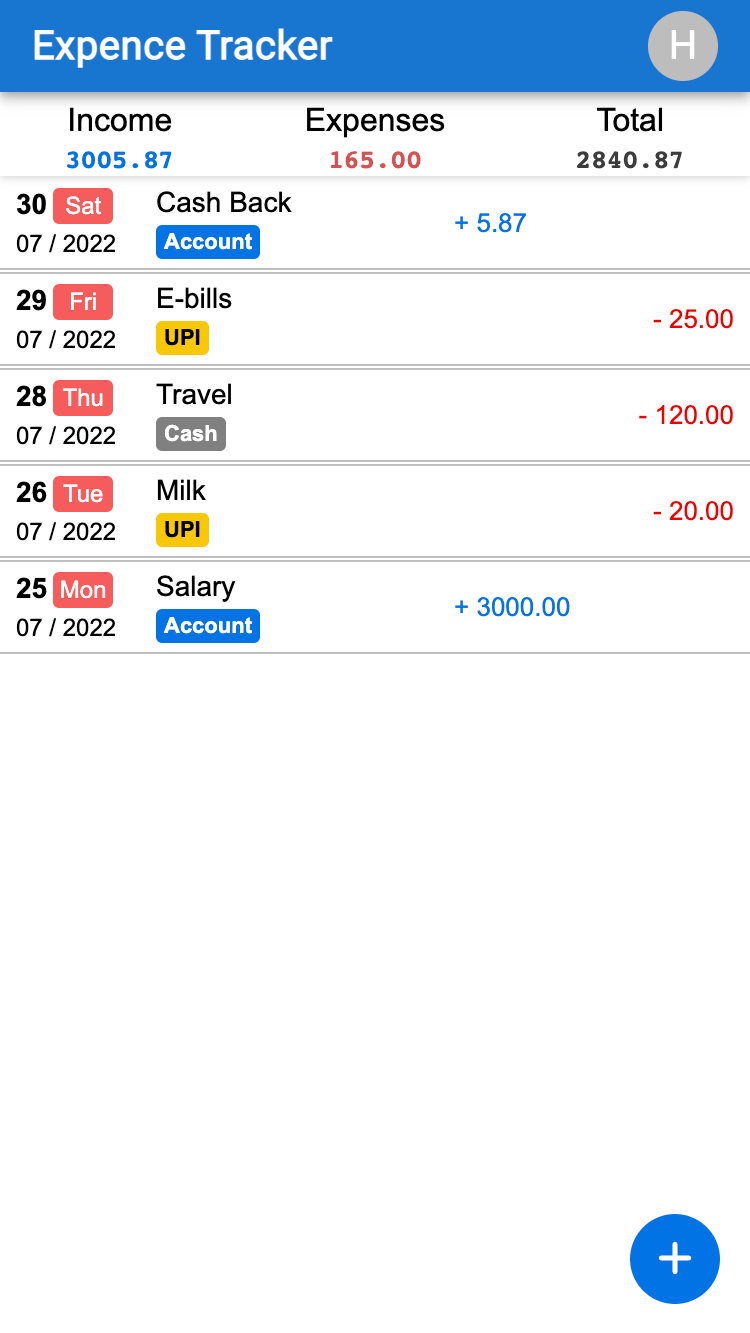 Expence Tracker H
Income Expenses Total
3005.87 165.00 2840.87
30 Sat Cash Back
+ 5.87
07 / 2022 Account
29 Fri E-bills
- 25.00
07 / 2022 UPI
28 Thu Travel
- 120.00
07 / 2022 Cash
26 Tue Milk
- 20.00
07 / 2022 UPI
25 Mon Salary
+ 3000.00
07 / 2022 Account
+